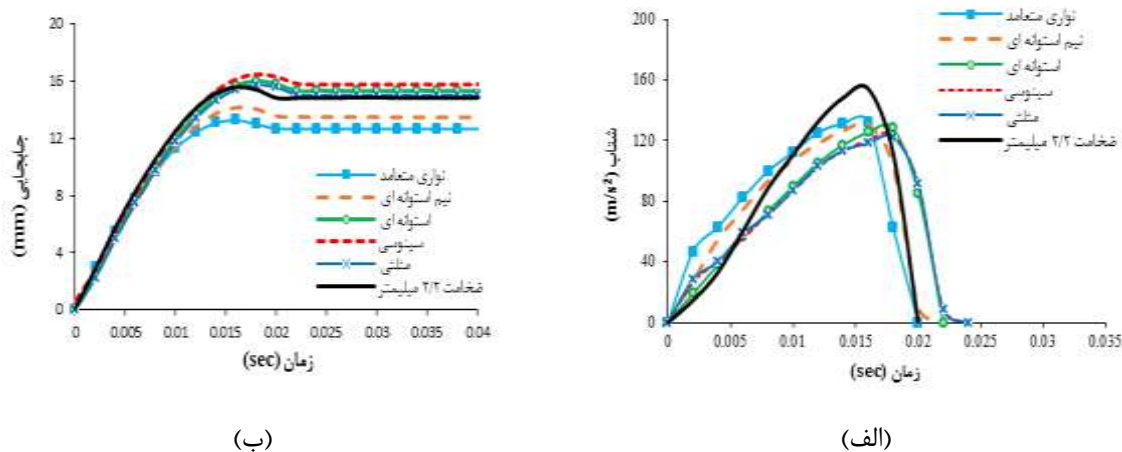 نواری متعامد
نیم استوانه ای
استوانه ای
سینوسی
مثلثی
ضخامت ۲/۲ میلیمتر
شتاب (m/s²)
200
160
120
80
40
0
0 0.005 0.01 0.015 0.02 0.025 0.03 0.035
زمان (sec)
(الف)
جابجایی (mm)
20
16
12
8
4
0
نواری متعامد
نیم استوانه ای
استوانه ای
سینوسی
مثلثی
ضخامت ۲/۲ میلیمتر
0 0.005 0.01 0.015 0.02 0.025 0.03 0.035 0.04
زمان (sec)
(ب)